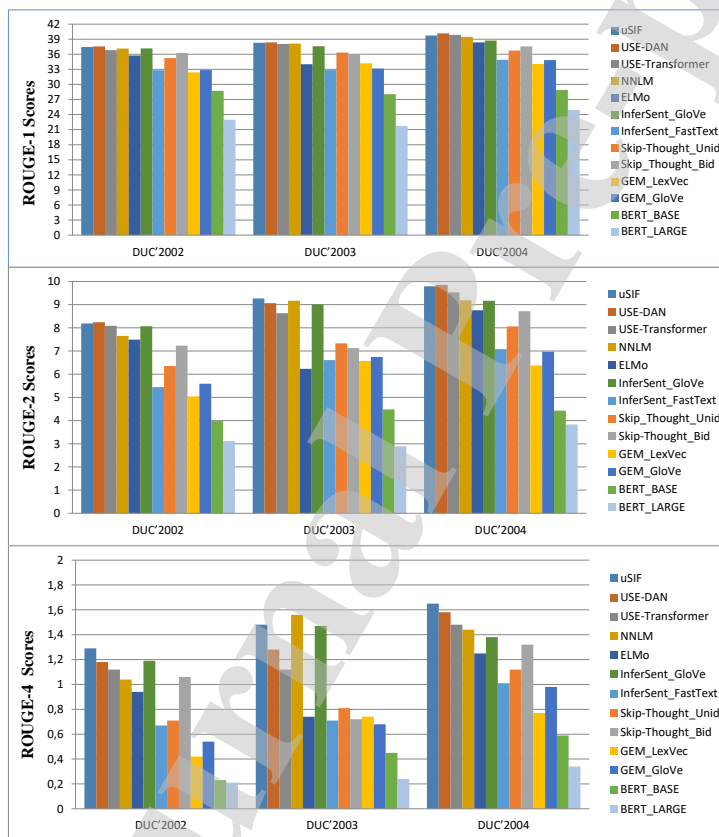 42
39
36
33
30
27
24
21
18
15
12
9
6
3
0
ROUGE-1 Scores
DUC'2002
DUC'2003
DUC'2004
uSIF
USE-DAN
USE-Transformer
NNLM
ELMo
InferSent_GloVe
InferSent_FastText
Skip-Thought_Unid
Skip_Thought_Bid
GEM_LexVec
GEM_GloVe
BERT_BASE
BERT_LARGE
10
9
8
7
6
5
4
3
2
1
0
ROUGE-2 Scores
DUC'2002
DUC'2003
DUC'2004
uSIF
USE-DAN
USE-Transformer
NNLM
ELMo
InferSent_GloVe
InferSent_FastText
Skip_Thought_Unid
Skip-Thought_Bid
GEM_LexVec
GEM_GloVe
BERT_BASE
BERT_LARGE
2
1,8
1,6
1,4
1,2
1
0,8
0,6
0,4
0,2
0
ROUGE-4 Scores
DUC'2002
DUC'2003
DUC'2004
uSIF
USE-DAN
USE-Transformer
NNLM
ELMo
InferSent_GloVe
InferSent_FastText
Skip-Thought_Unid
Skip-Thought_Bid
GEM_LexVec
GEM_GloVe
BERT_BASE
BERT_LARGE
urnal Pre-p